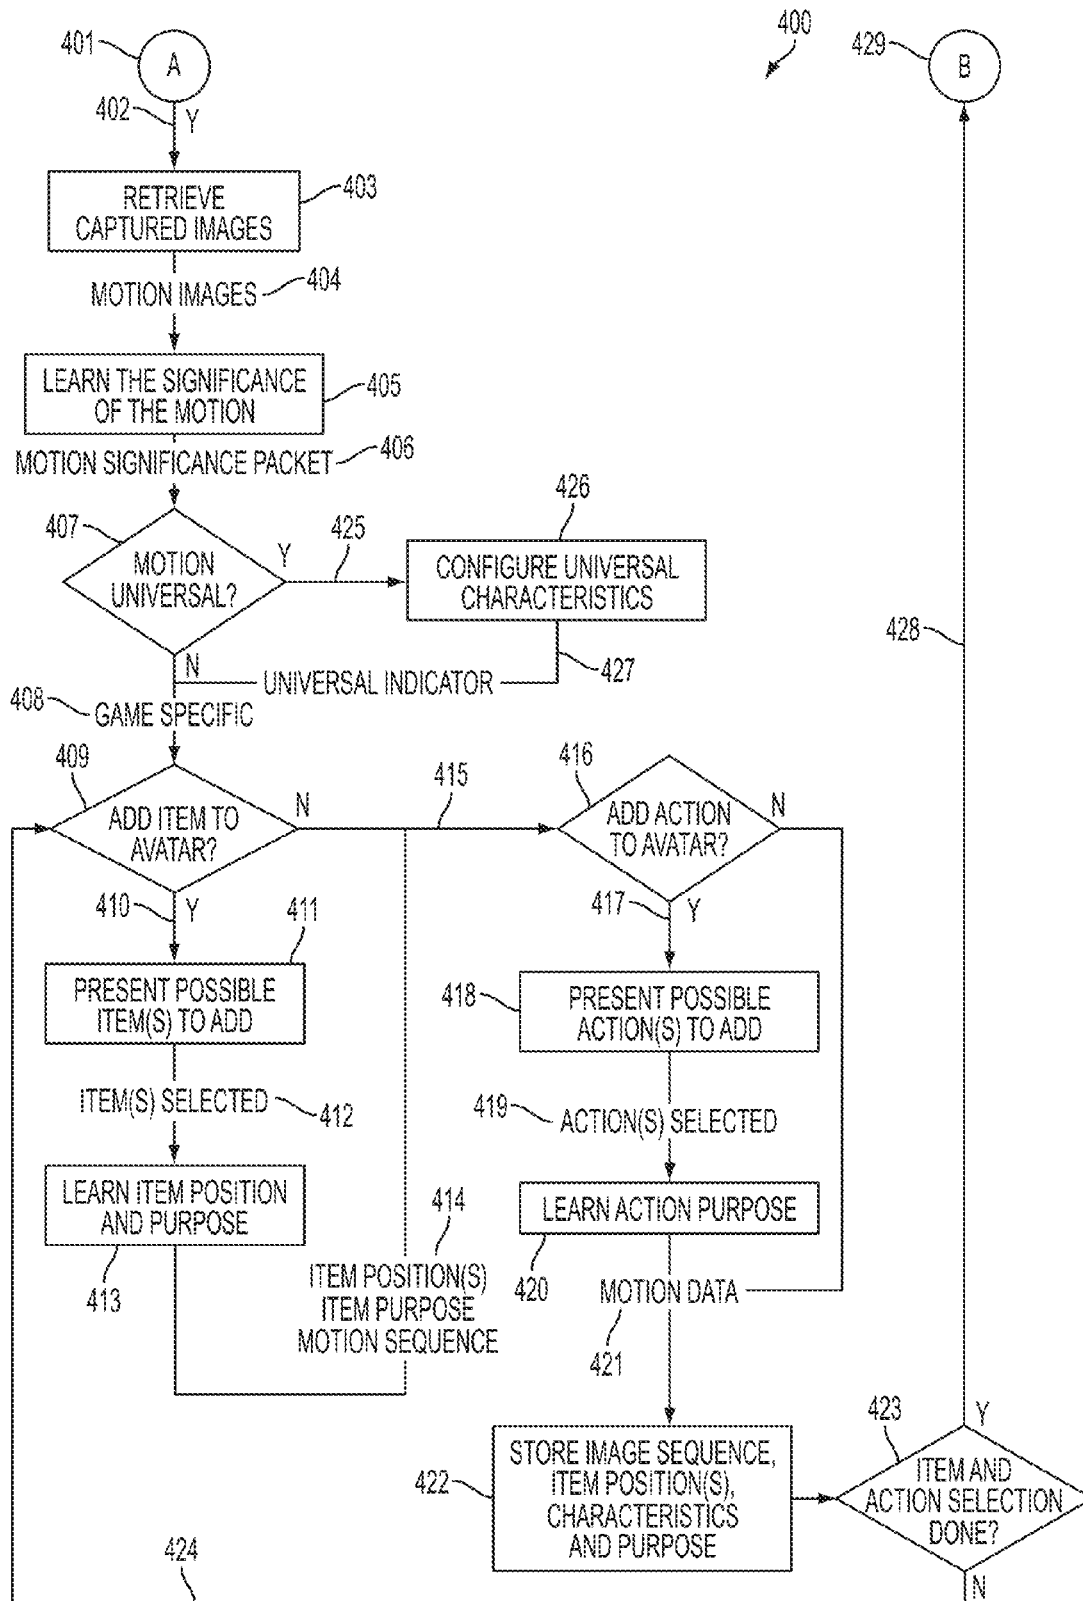 400
401
A
402
Y
RETRIEVE
CAPTURED IMAGES
403
MOTION IMAGES
404
LEARN THE SIGNIFICANCE
OF THE MOTION
405
MOTION SIGNIFICANCE PACKET
406
407
MOTION
UNIVERSAL?
Y
425
426
CONFIGURE UNIVERSAL
CHARACTERISTICS
N
UNIVERSAL INDICATOR
427
408
GAME SPECIFIC
409
ADD ITEM TO
AVATAR?
N
415
410
Y
411
PRESENT POSSIBLE
ITEM(S) TO ADD
ITEM(S) SELECTED
412
LEARN ITEM POSITION
AND PURPOSE
413
414
ITEM POSITION(S)
ITEM PURPOSE
MOTION SEQUENCE
416
ADD ACTION
TO AVATAR?
N
417
Y
418
PRESENT POSSIBLE
ACTION(S) TO ADD
419
ACTION(S) SELECTED
LEARN ACTION PURPOSE
420
MOTION DATA
421
422
STORE IMAGE SEQUENCE,
ITEM POSITION(S),
CHARACTERISTICS
AND PURPOSE
423
ITEM AND
ACTION SELECTION
DONE?
Y
N
424
428
429
B